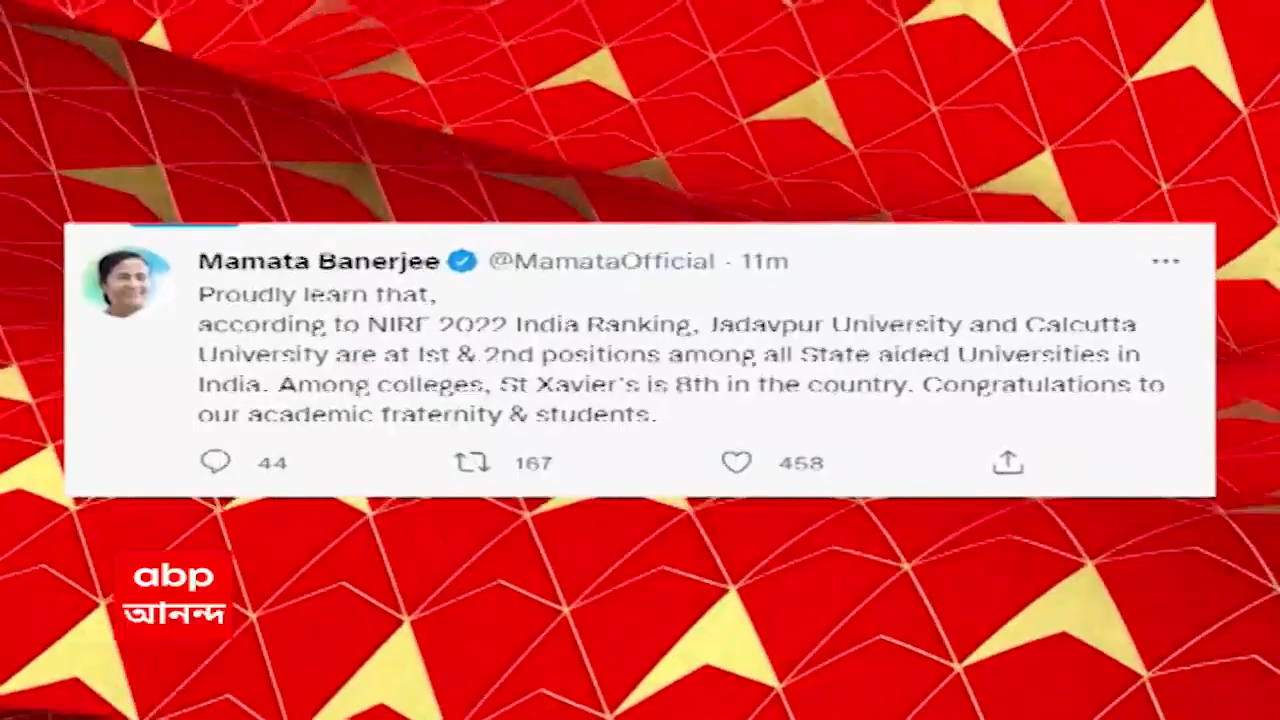 Mamata Banerjee @MamataOfficial · 11m
Proudly learn that,
according to NIRF 2022 India Ranking, Jadavpur University and Calcutta
University are at Ist & 2nd positions among all State aided Universities in
India. Among colleges, St Xavier's is 8th in the country. Congratulations to
our academic fraternity & students.
44 167 458
abp
আনন্দ